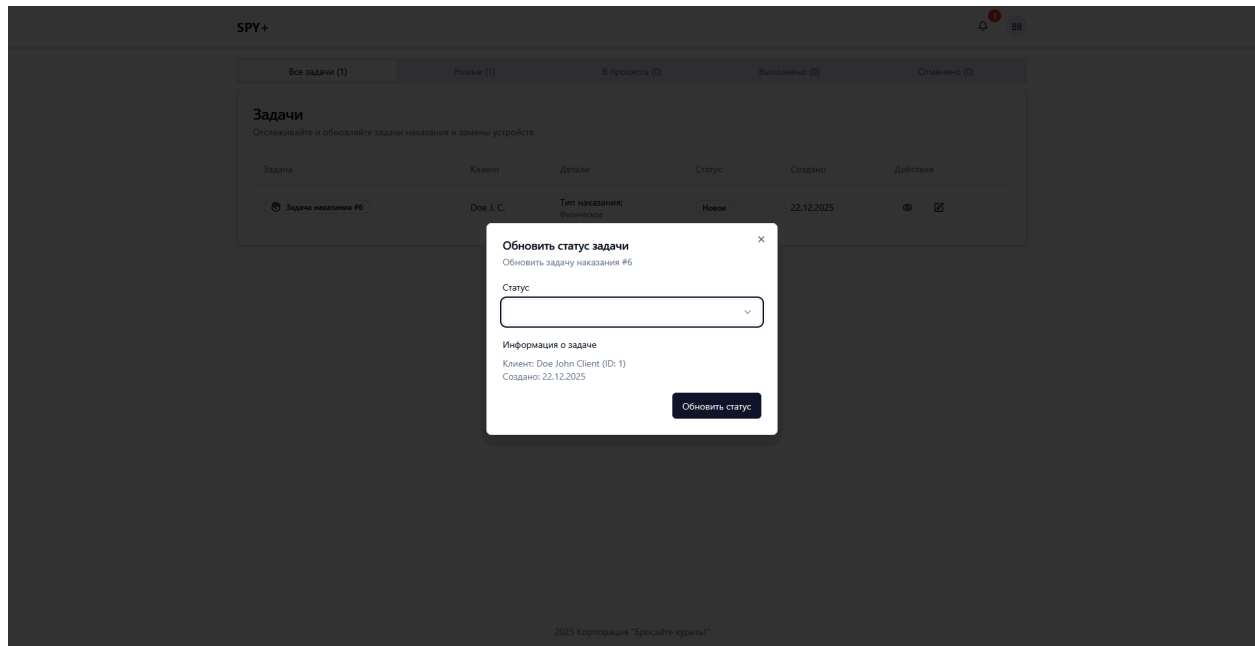 SPY+
1
BB
Все задачи (1)
Новые (1)
В процессе (0)
Выполнено (0)
Отменено (0)
Задачи
Отслеживайте и обновляйте задачи наказания и замены устройств
Задача
Клиент
Детали
Статус
Создано
Действия
Задача наказания #6
Doe J. C.
Тип наказания:
Физическое
Новое
22.12.2025
Обновить статус задачи
Обновить задачу наказания #6
Статус
Информация о задаче
Клиент: Doe John Client (ID: 1)
Создано: 22.12.2025
Обновить статус
2025 Корпорация "Бросайте курить!"